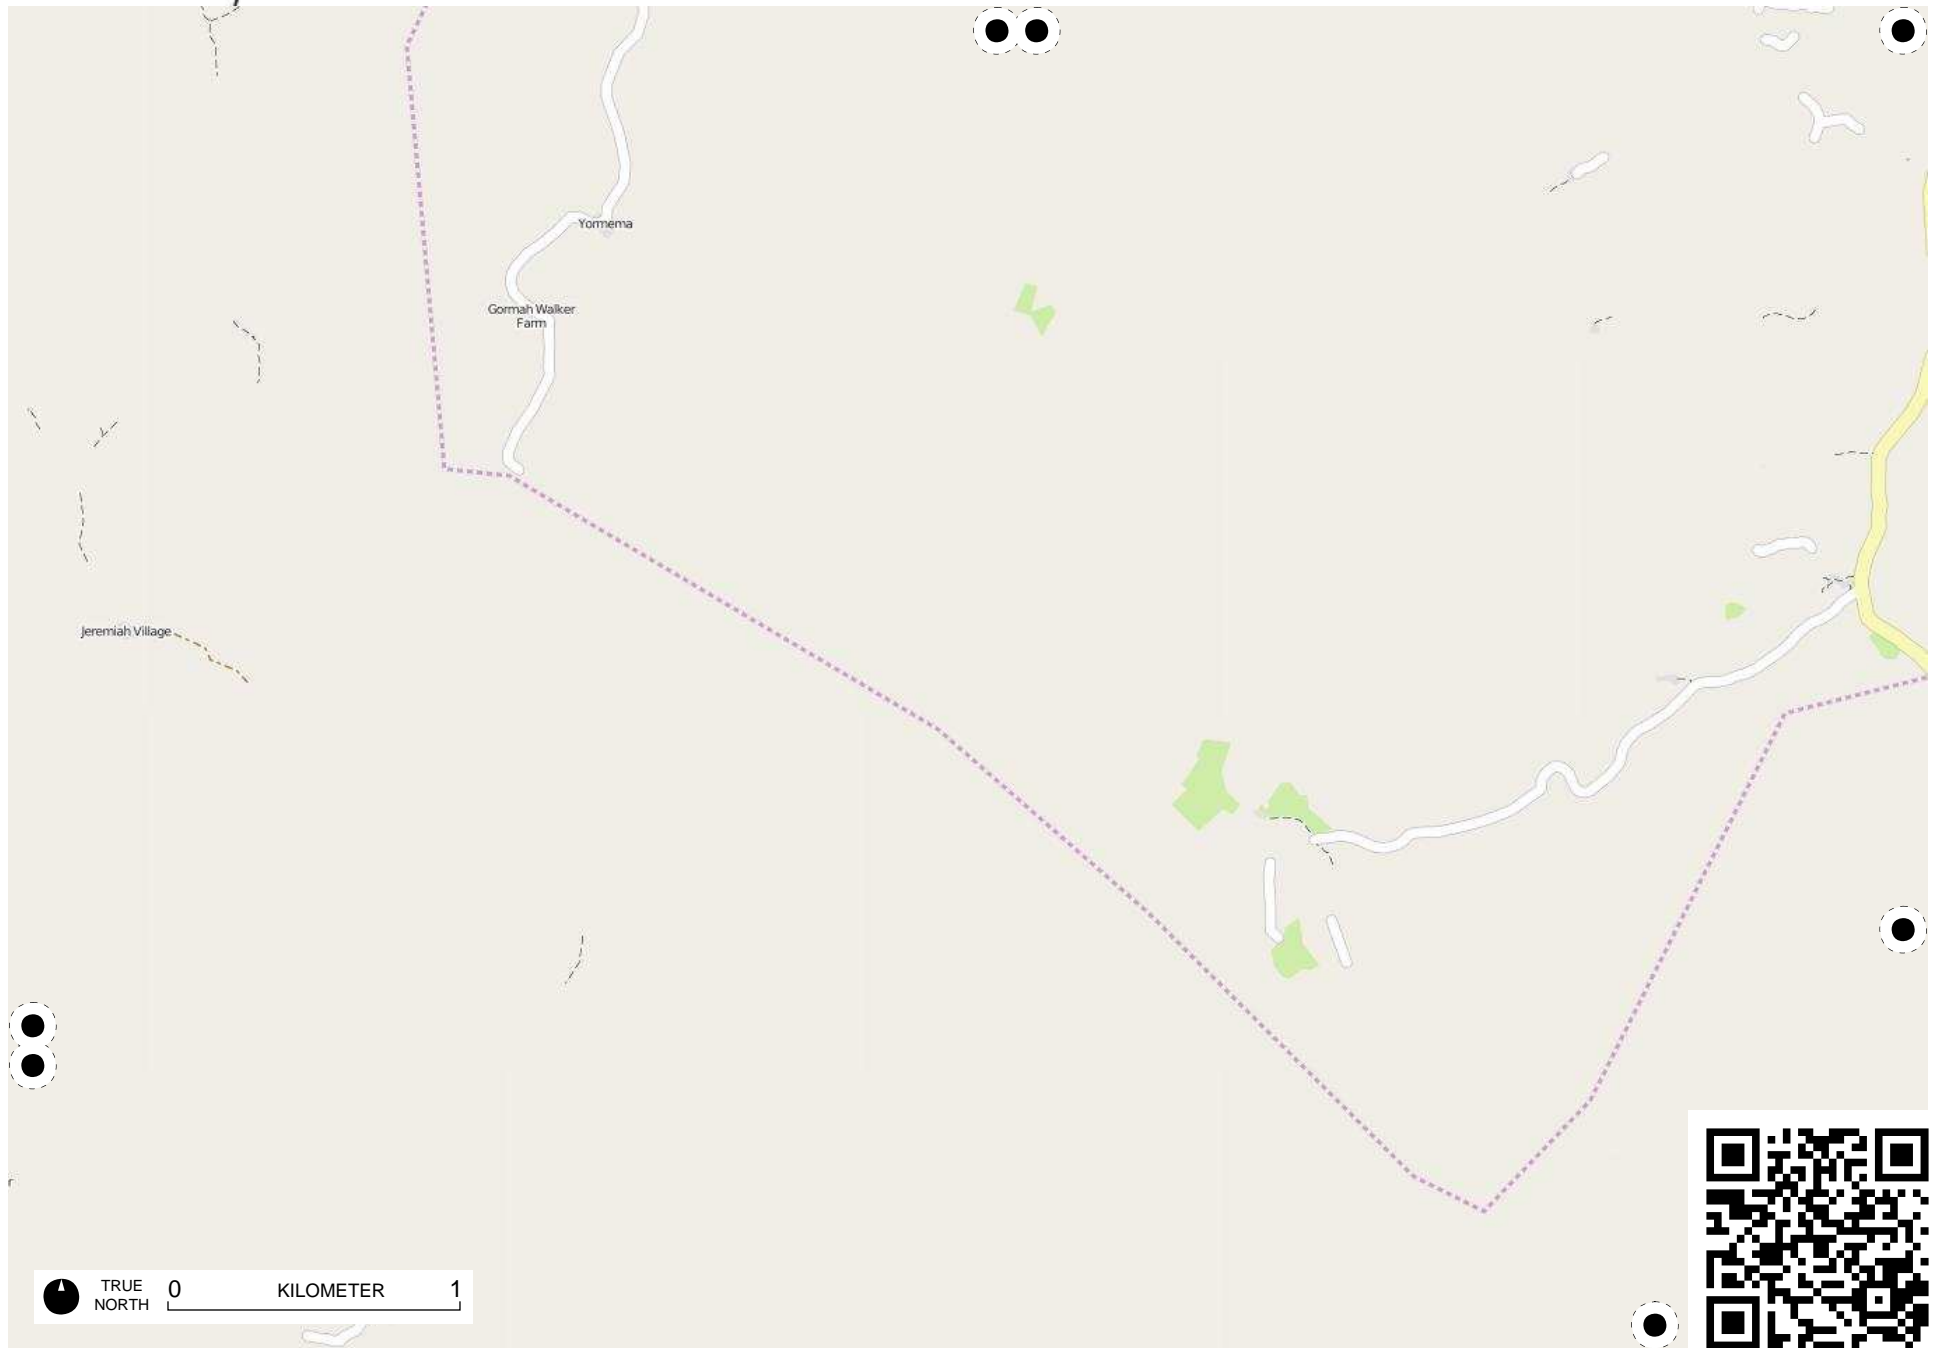 Yormema
Gormah Walker
Farm
Jeremiah Village
TRUE
NORTH
0
KILOMETER
1